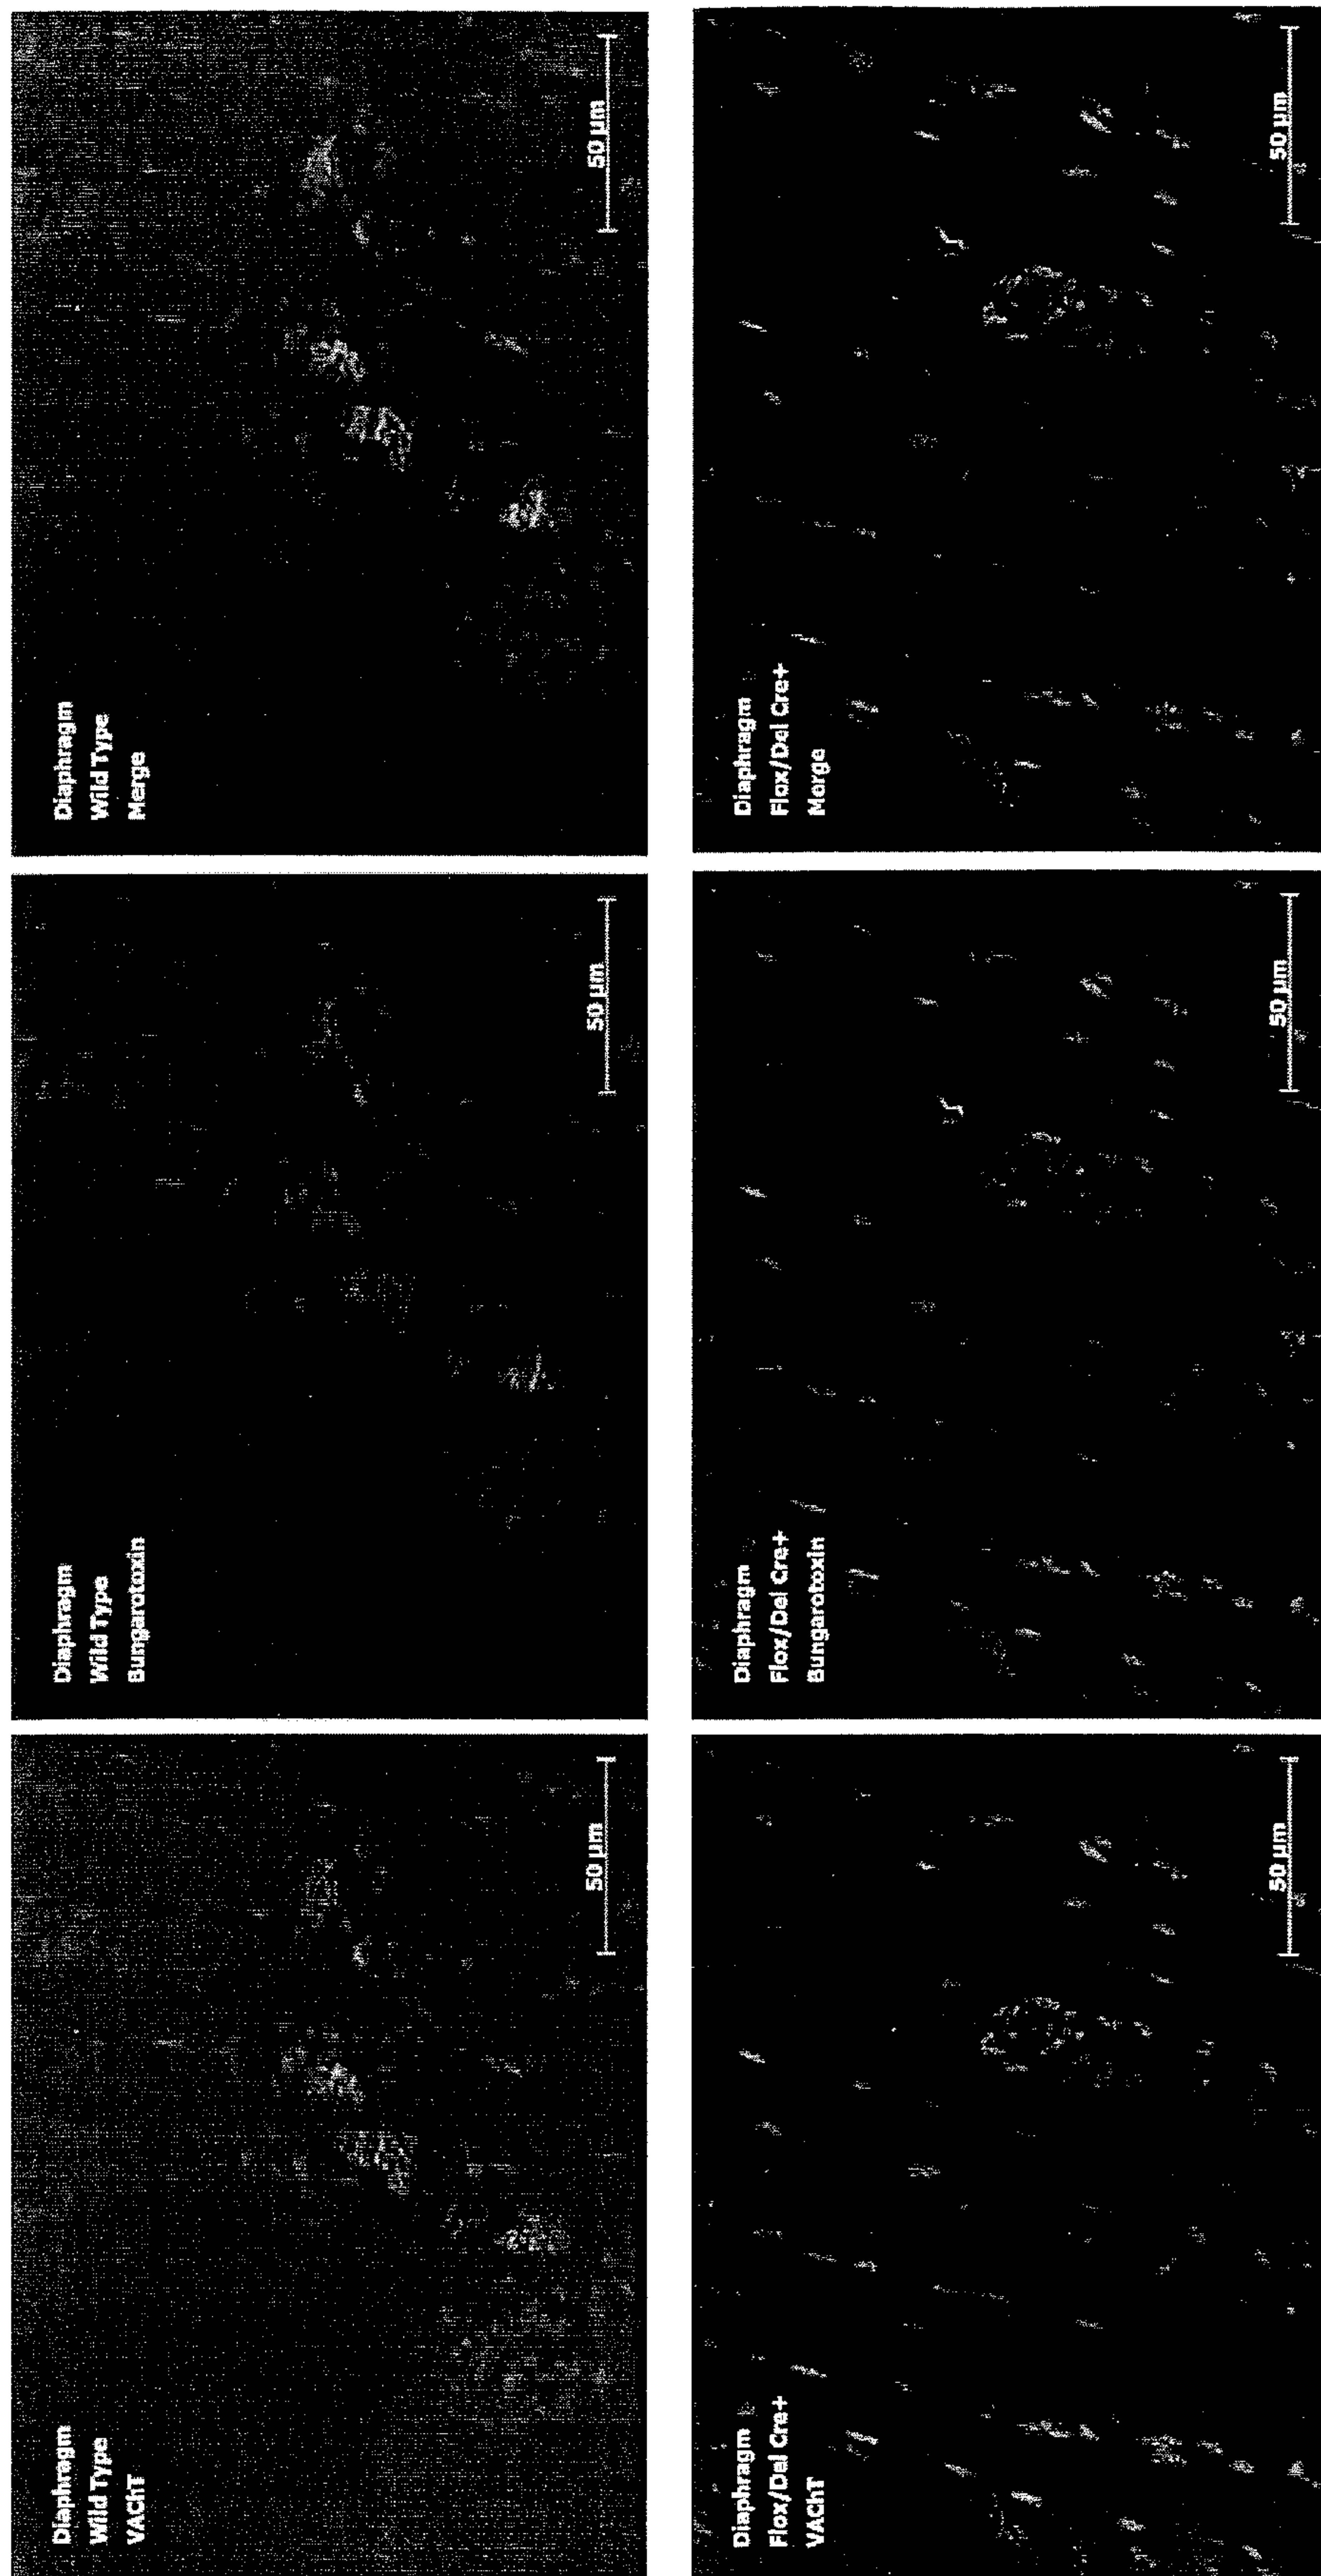 Diaphragm
Wild Type
VAChT
50 µm
Diaphragm
Wild Type
Bungarotoxin
50 µm
Diaphragm
Wild Type
Merge
50 µm
Diaphragm
Flox/Del Cre+
VAChT
50 µm
Diaphragm
Flox/Del Cre+
Bungarotoxin
50 µm
Diaphragm
Flox/Del Cre+
Merge
50 µm